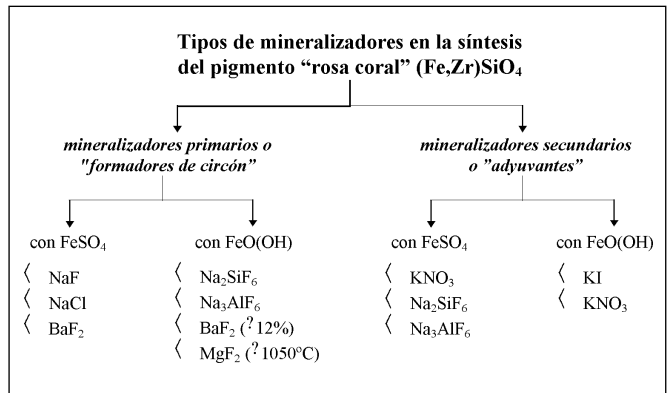 Tipos de mineralizadores en la síntesis
del pigmento “rosa coral” (Fe,Zr)SiO₄
mineralizadores primarios o
"formadores de circón”
mineralizadores secundarios
o ”adyuvantes”
con FeSO₄
〈 NaF
〈 NaCl
〈 BaF₂
con FeO(OH)
〈 Na₂SiF₆
〈 Na₃AlF₆
〈 BaF₂ (?12%)
〈 MgF₂ (?1050ºC)
con FeSO₄
〈 KNO₃
〈 Na₂SiF₆
〈 Na₃AlF₆
con FeO(OH)
〈 KI
〈 KNO₃